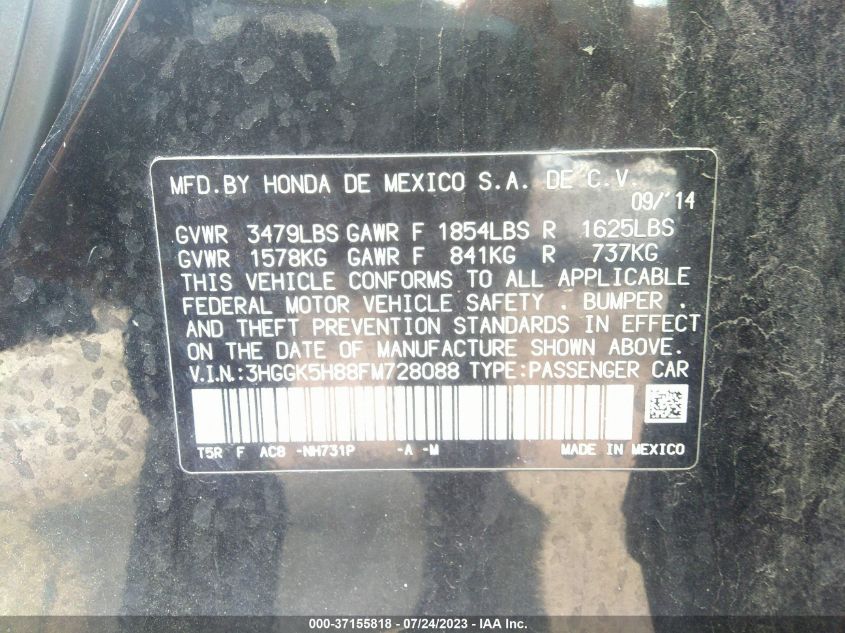 MFD.BY HONDA DE MEXICO S.A. DE C.V.
09/'14
GVWR 3479LBS GAWR F 1854LBS R 1625LBS
GVWR 1578KG GAWR F 841KG R 737KG
THIS VEHICLE CONFORMS TO ALL APPLICABLE
FEDERAL MOTOR VEHICLE SAFETY , BUMPER ,
AND THEFT PREVENTION STANDARDS IN EFFECT
ON THE DATE OF MANUFACTURE SHOWN ABOVE.
V.I.N.:3HGGK5H88FM728088 TYPE:PASSENGER CAR
T5R F AC8 -NH731P -A -M MADE IN MEXICO
000-37155818 - 07/24/2023 - IAA Inc.